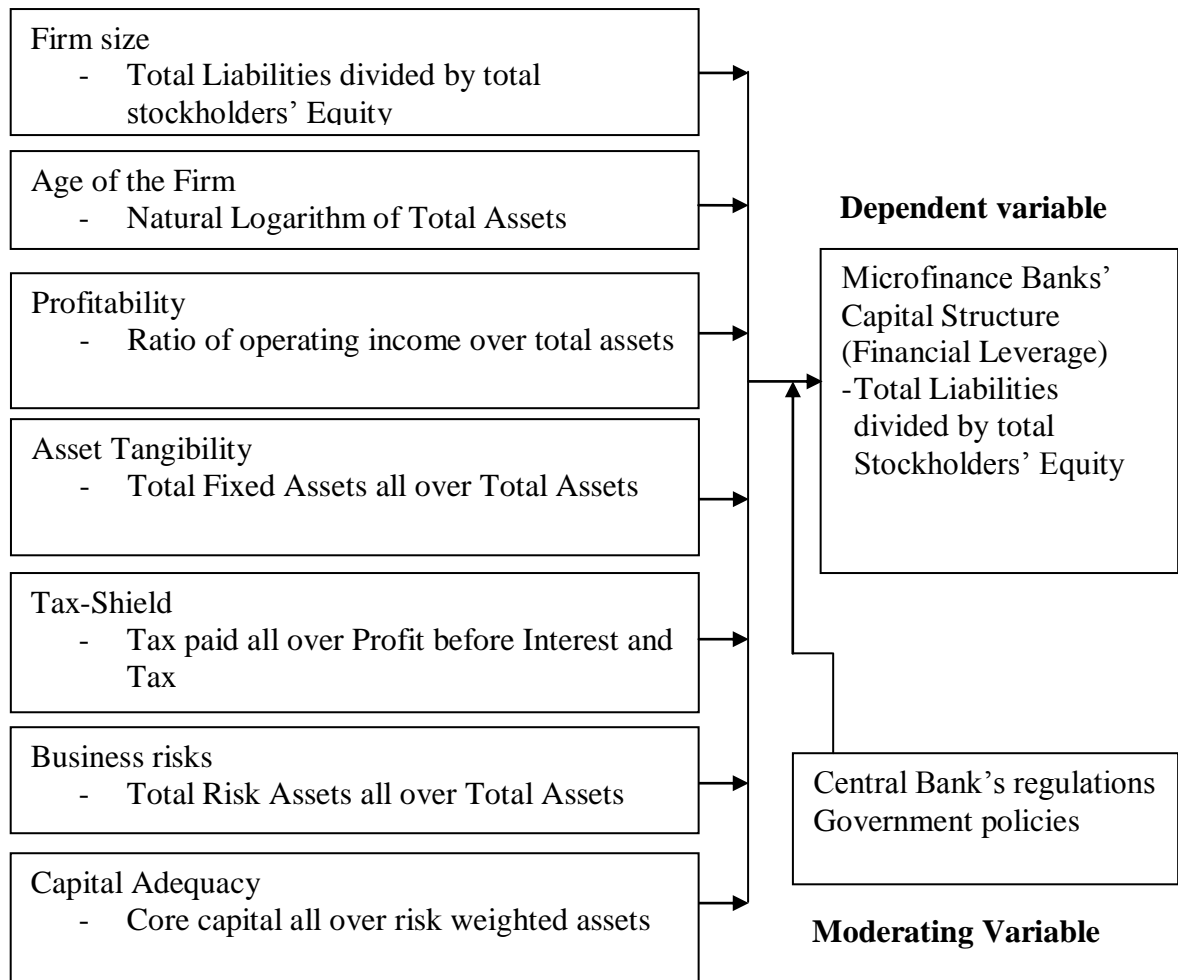 Firm size
- Total Liabilities divided by total
stockholders’ Equity
Age of the Firm
- Natural Logarithm of Total Assets
Profitability
- Ratio of operating income over total assets
Asset Tangibility
- Total Fixed Assets all over Total Assets
Tax-Shield
- Tax paid all over Profit before Interest and
Tax
Business risks
- Total Risk Assets all over Total Assets
Capital Adequacy
- Core capital all over risk weighted assets
Dependent variable
Microfinance Banks’
Capital Structure
(Financial Leverage)
-Total Liabilities
divided by total
Stockholders’ Equity
Central Bank’s regulations
Government policies
Moderating Variable